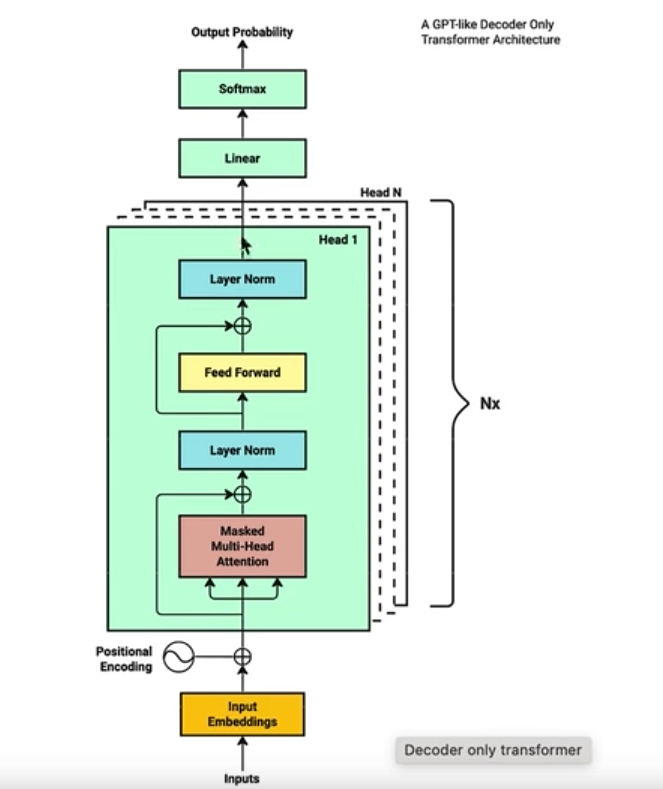 Output Probability
A GPT-like Decoder Only
Transformer Architecture
Softmax
Linear
Head N
Head 1
Layer Norm
Feed Forward
Nx
Layer Norm
Masked
Multi-Head
Attention
Positional
Encoding
Input
Embeddings
Decoder only transformer
Inputs